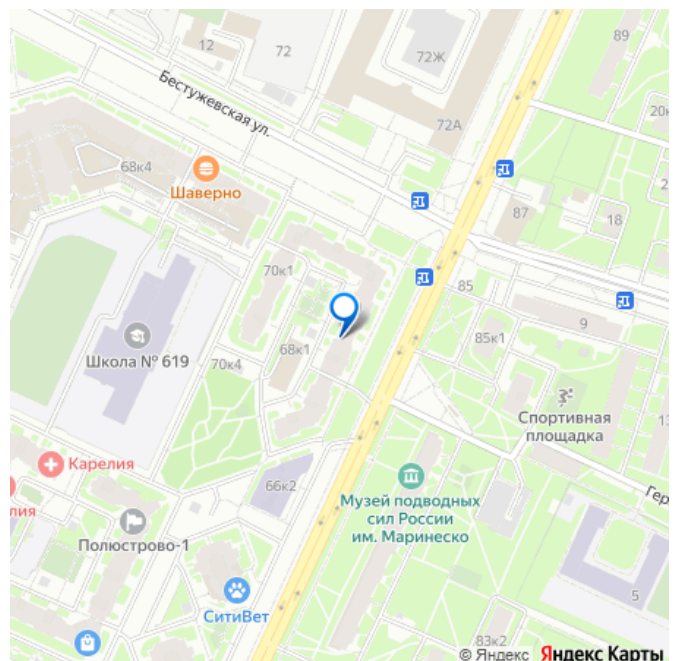 89
12
72
72Ж
Бестужевская ул.
72А
20к
68к4
Шаверно
2
87
18
70к1
85
9
Школа № 619
68к1
85к1
70к4
Спортивная
площадка
13
Карелия
66к2
Музей подводных
сил России
им. Маринеско
Гер
лия
Полюстрово-1
СитиВет
5
83к2
© Яндекс Яндекс Карты